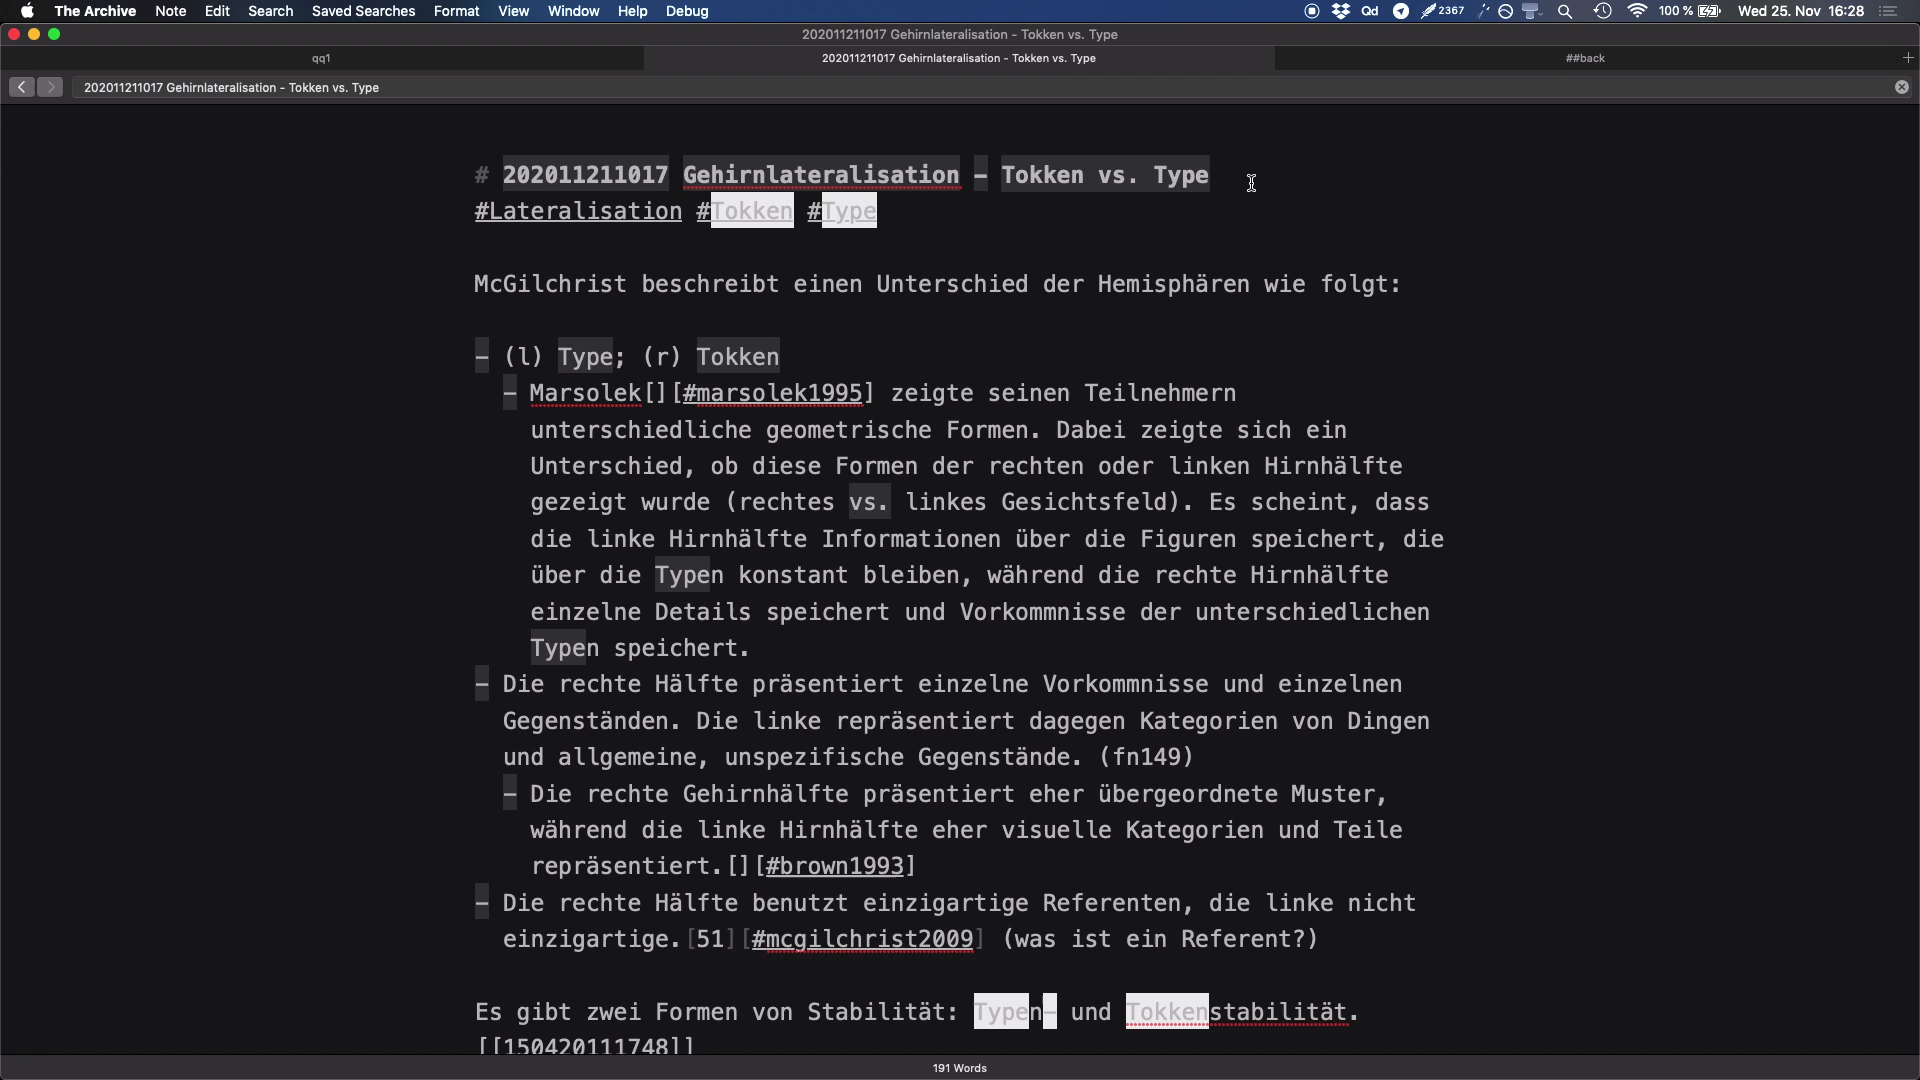 The Archive Note Edit Search Saved Searches Format View Window Help Debug Qd 2367 100 % Wed 25. Nov 16:28
202011211017 Gehirnlateralisation - Tokken vs. Type
qq1 202011211017 Gehirnlateralisation - Tokken vs. Type ##back
202011211017 Gehirnlateralisation - Tokken vs. Type
# 202011211017 Gehirnlateralisation – Tokken vs. Type
#Lateralisation #Tokken #Type
McGilchrist beschreibt einen Unterschied der Hemisphären wie folgt:
– (l) Type; (r) Tokken
– Marsolek[][#marsolek1995] zeigte seinen Teilnehmern
unterschiedliche geometrische Formen. Dabei zeigte sich ein
Unterschied, ob diese Formen der rechten oder linken Hirnhälfte
gezeigt wurde (rechtes vs. linkes Gesichtsfeld). Es scheint, dass
die linke Hirnhälfte Informationen über die Figuren speichert, die
über die Typen konstant bleiben, während die rechte Hirnhälfte
einzelne Details speichert und Vorkommnisse der unterschiedlichen
Typen speichert.
– Die rechte Hälfte präsentiert einzelne Vorkommnisse und einzelnen
Gegenständen. Die linke repräsentiert dagegen Kategorien von Dingen
und allgemeine, unspezifische Gegenstände. (fn149)
– Die rechte Gehirnhälfte präsentiert eher übergeordnete Muster,
während die linke Hirnhälfte eher visuelle Kategorien und Teile
repräsentiert.[][#brown1993]
– Die rechte Hälfte benutzt einzigartige Referenten, die linke nicht
einzigartige.[51][#mcgilchrist2009] (was ist ein Referent?)
Es gibt zwei Formen von Stabilität: Typen– und Tokkenstabilität.
[[150420111748]]
191 Words